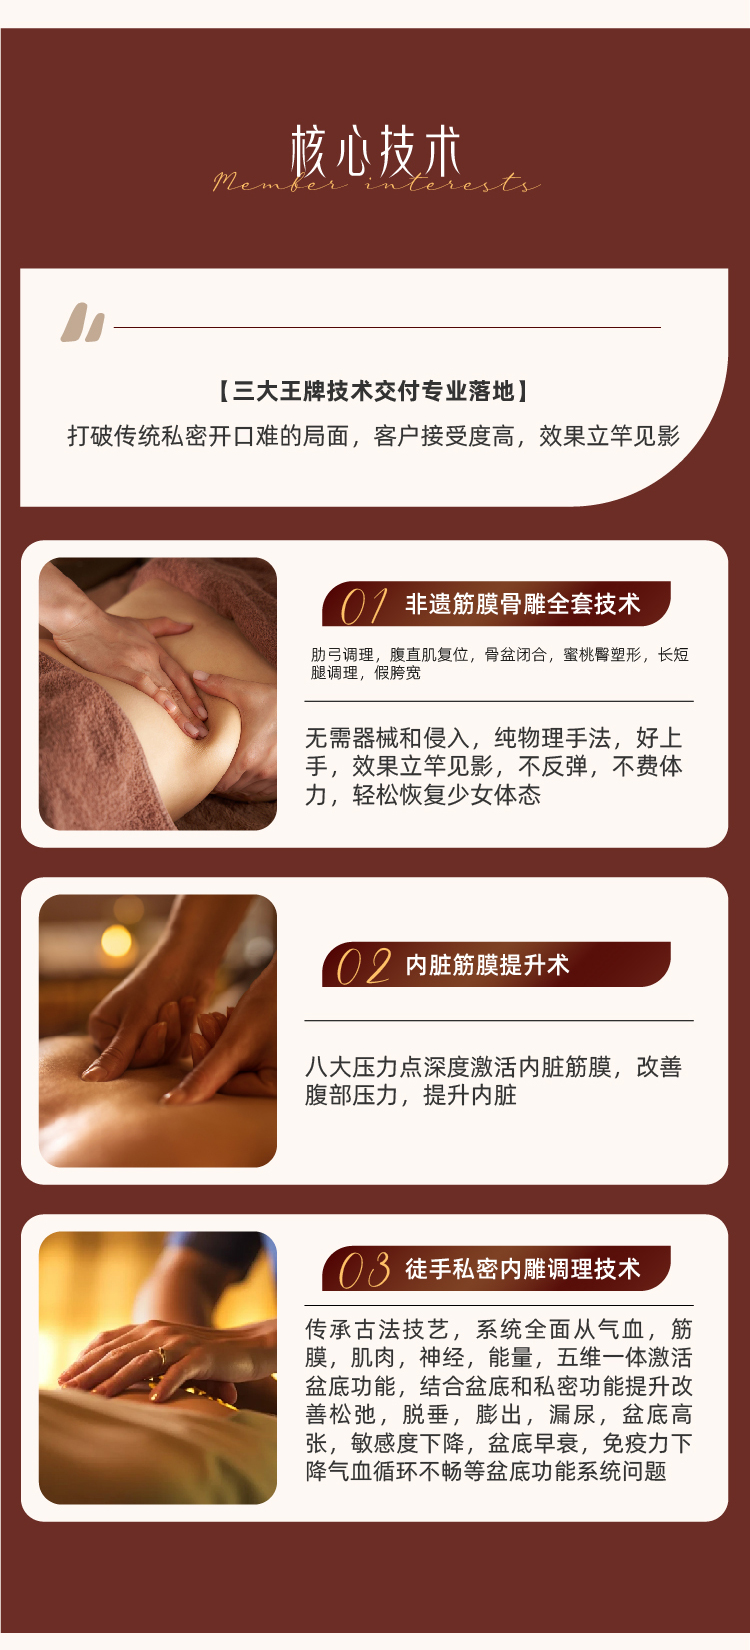 核心技术
Member interests
【三大王牌技术交付专业落地】
打破传统私密开口难的局面，客户接受度高，效果立竿见影
01 非遗筋膜骨雕全套技术
肋弓调理，腹直肌复位，骨盆闭合，蜜桃臀塑形，长短
腿调理，假胯宽
无需器械和侵入，纯物理手法，好上
手，效果立竿见影，不反弹，不费体
力，轻松恢复少女体态
02 内脏筋膜提升术
八大压力点深度激活内脏筋膜，改善
腹部压力，提升内脏
03 徒手私密内雕调理技术
传承古法技艺，系统全面从气血，筋
膜，肌肉，神经，能量，五维一体激活
盆底功能，结合盆底和私密功能提升改
善松弛，脱垂，膨出，漏尿，盆底高
张，敏感度下降，盆底早衰，免疫力下
降气血循环不畅等盆底功能系统问题